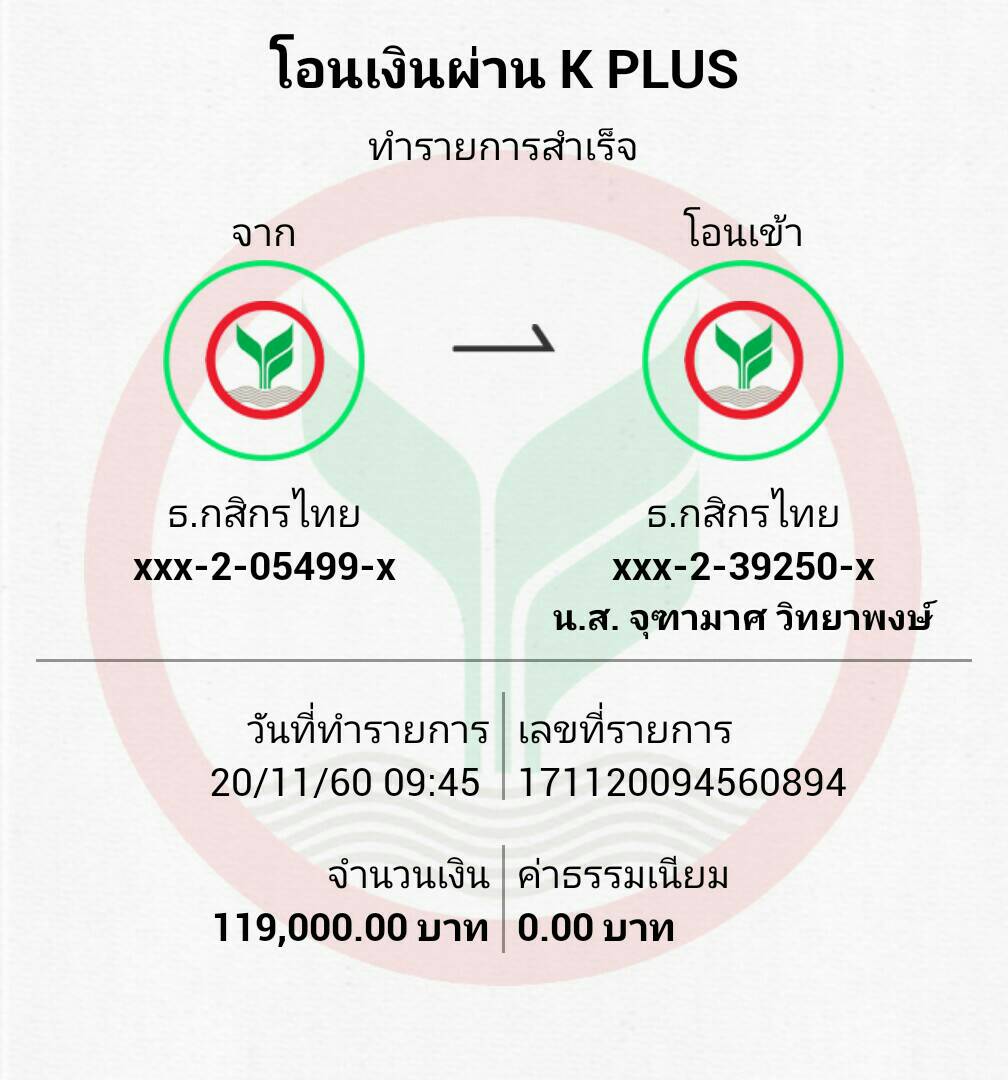 โอนเงินผ่าน K PLUS
ทำรายการสำเร็จ
จาก
โอนเข้า
ธ.กสิกรไทย
xxx-2-05499-x
ธ.กสิกรไทย
xxx-2-39250-x
น.ส. จุฑามาศ วิทยาพงษ์
วันที่ทำรายการ
20/11/60 09:45
เลขที่รายการ
171120094560894
จำนวนเงิน
119,000.00 บาท
ค่าธรรมเนียม
0.00 บาท